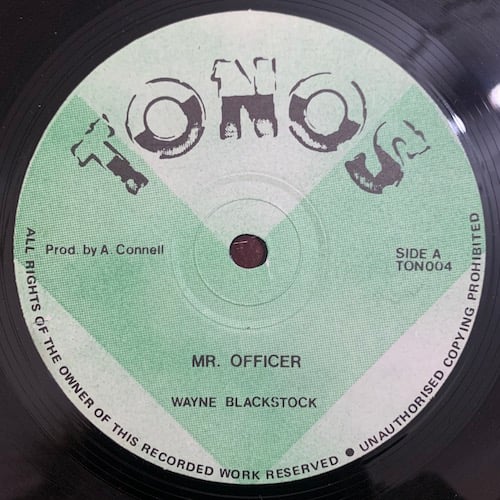 TONOS
Prod. by A. Connell
SIDE A
TON004
MR. OFFICER
WAYNE BLACKSTOCK
ALL RIGHTS OF THE OWNER OF THIS RECORDED WORK RESERVED ● UNAUTHORISED COPYING PROHIBITED